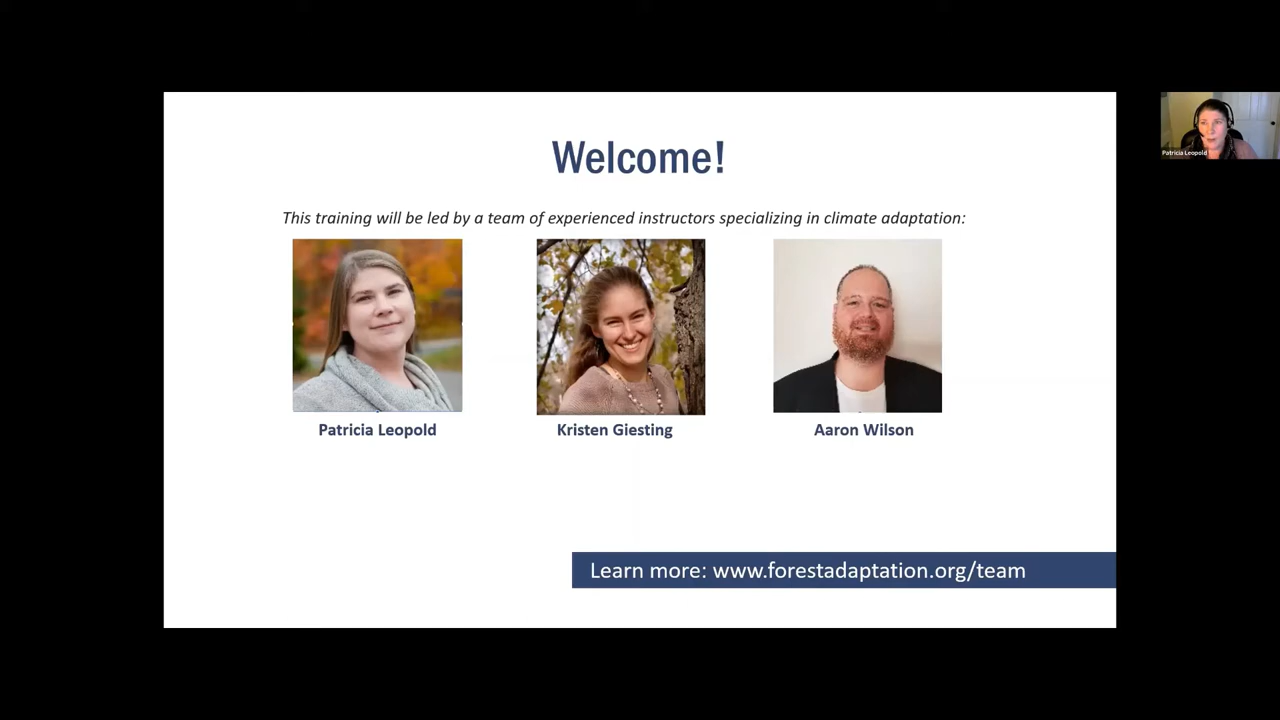 Welcome!
This training will be led by a team of experienced instructors specializing in climate adaptation:
Patricia Leopold
Kristen Giesting
Aaron Wilson
Learn more: www.forestadaptation.org/team
Patricia Leopold